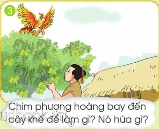 3
Chim phượng hoàng bay đến
cây khế để làm gì? Nó hứa gì?